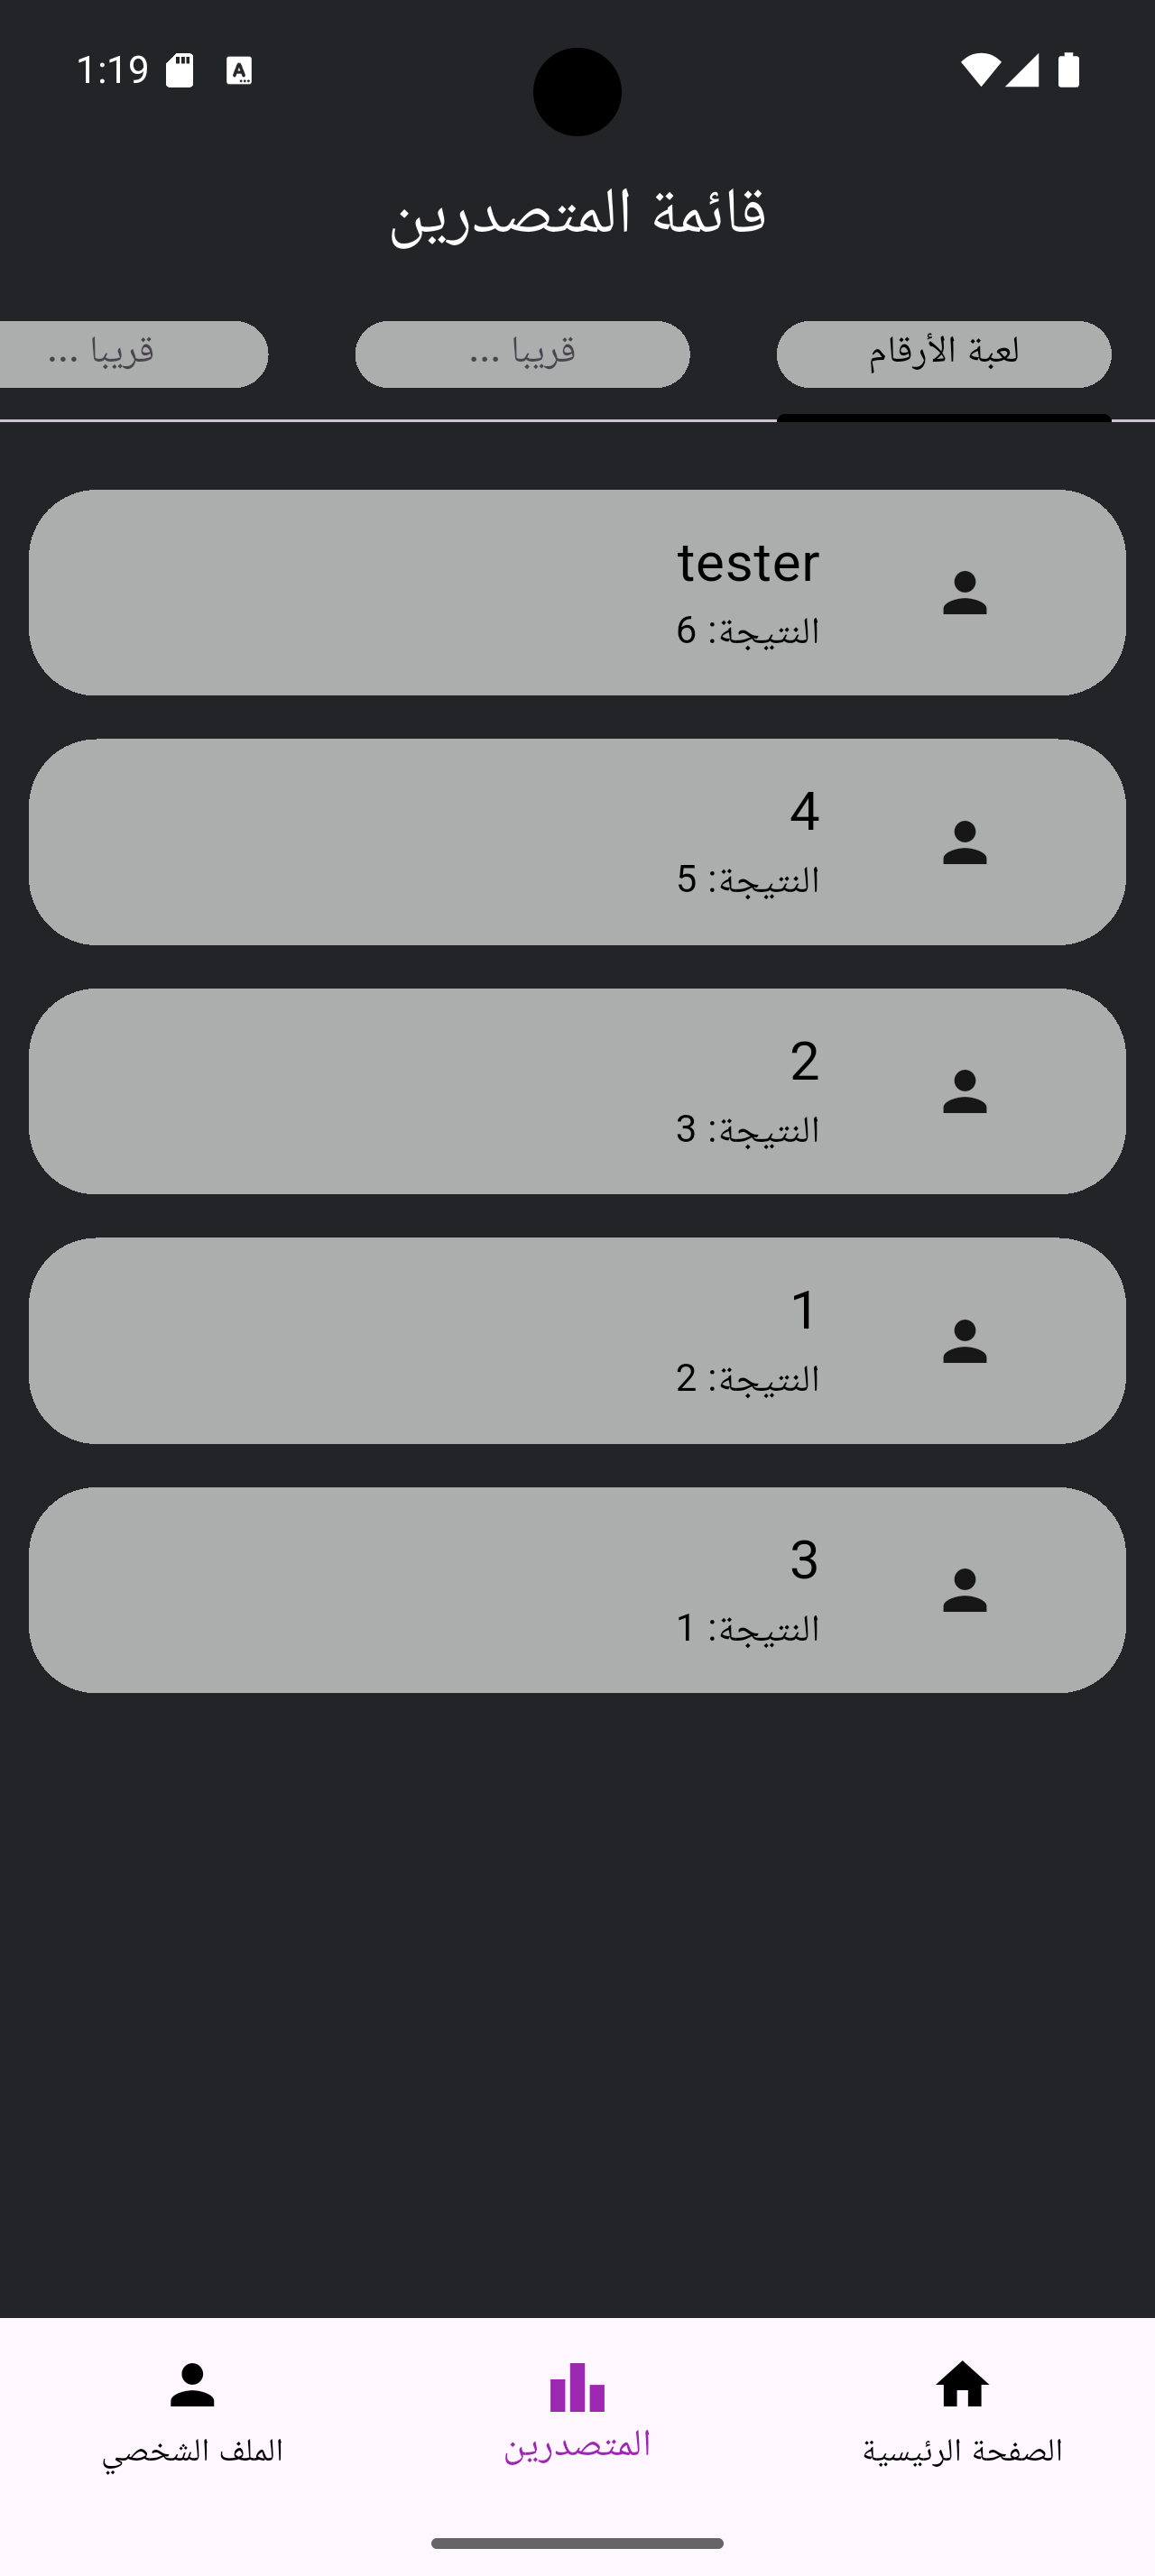 1:19
قائمة المتصدرين
لعبة الأرقام
قريبا ...
قريبا ...
tester
النتيجة: 6
4
النتيجة: 5
2
النتيجة: 3
1
النتيجة: 2
3
النتيجة: 1
الصفحة الرئيسية
المتصدرين
الملف الشخصي